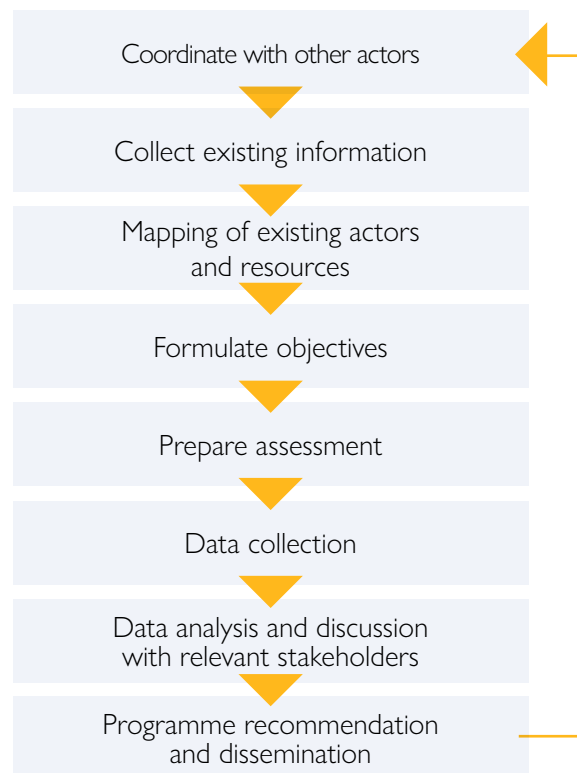 Coordinate with other actors
Collect existing information
Mapping of existing actors
and resources
Formulate objectives
Prepare assessment
Data collection
Data analysis and discussion
with relevant stakeholders
Programme recommendation
and dissemination